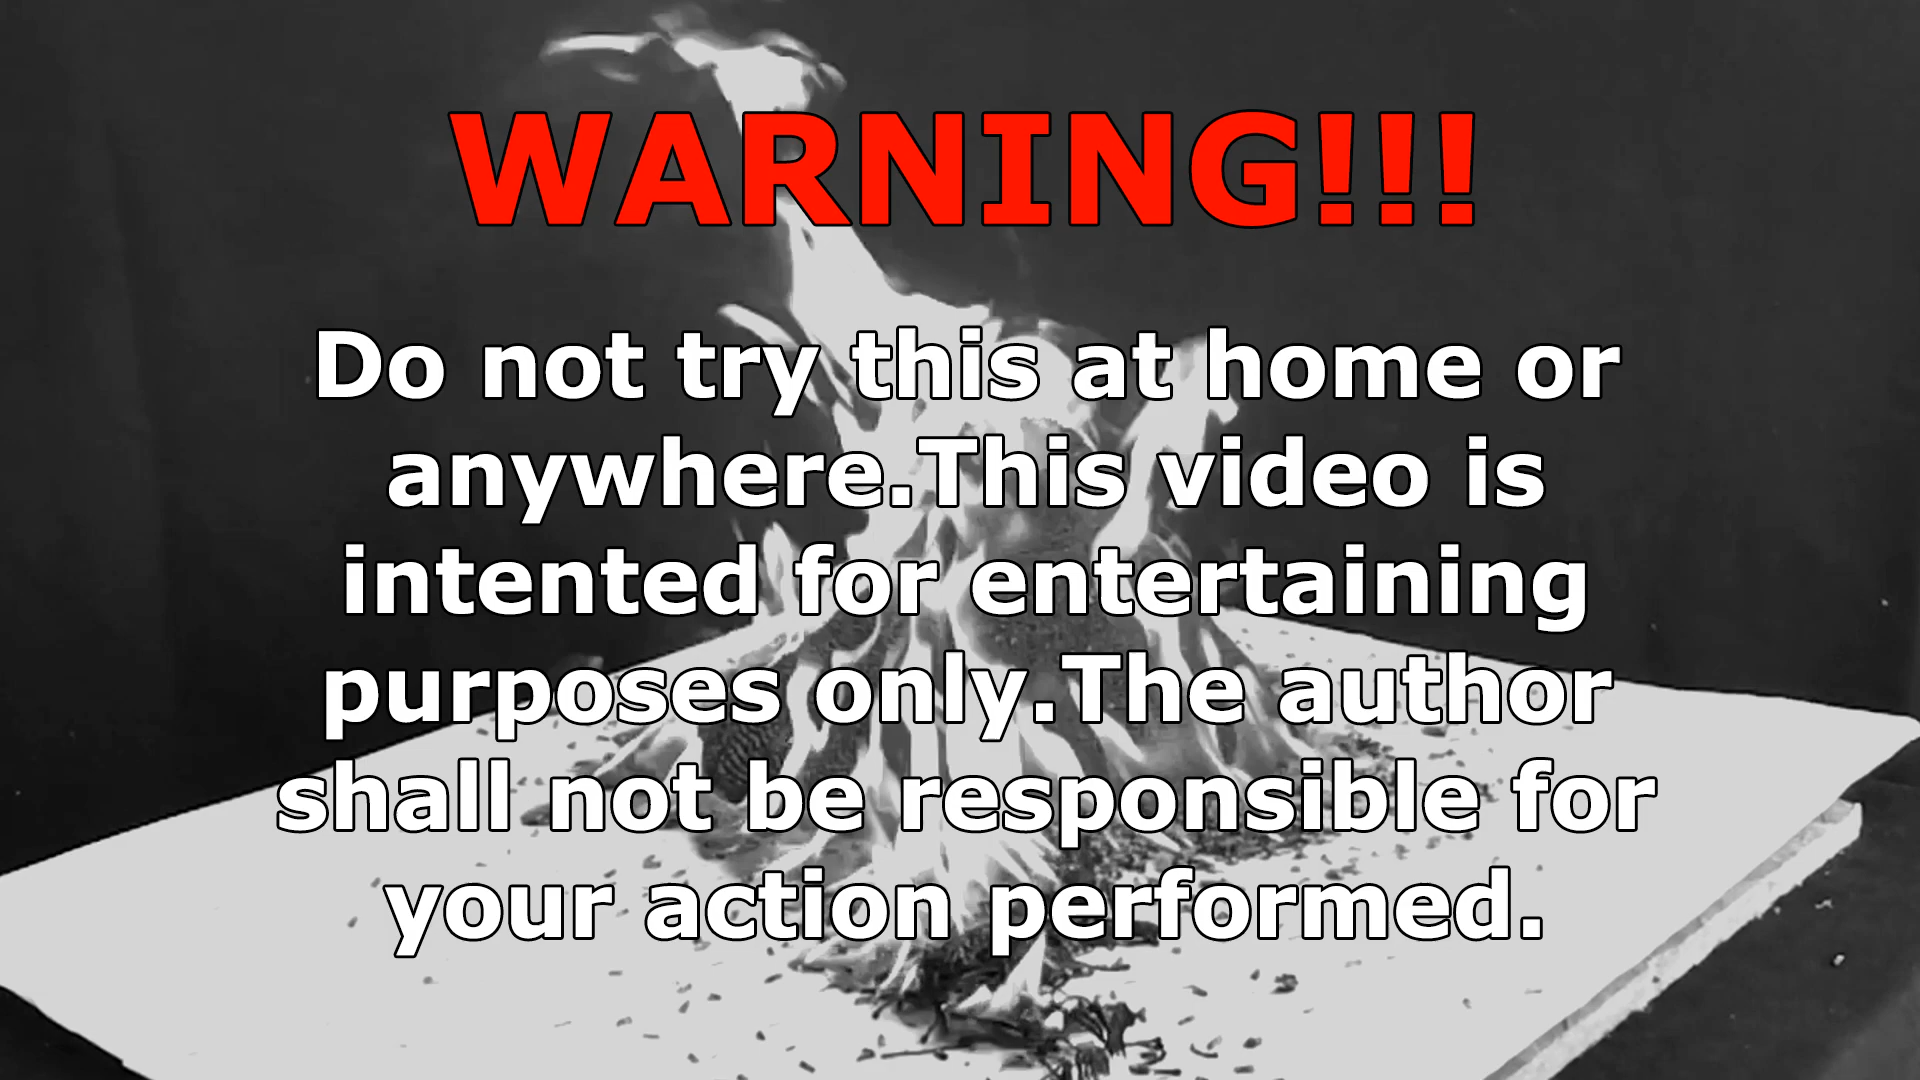 WARNING!!!
Do not try this at home or
anywhere.This video is
intented for entertaining
purposes only.The author
shall not be responsible for
your action performed.